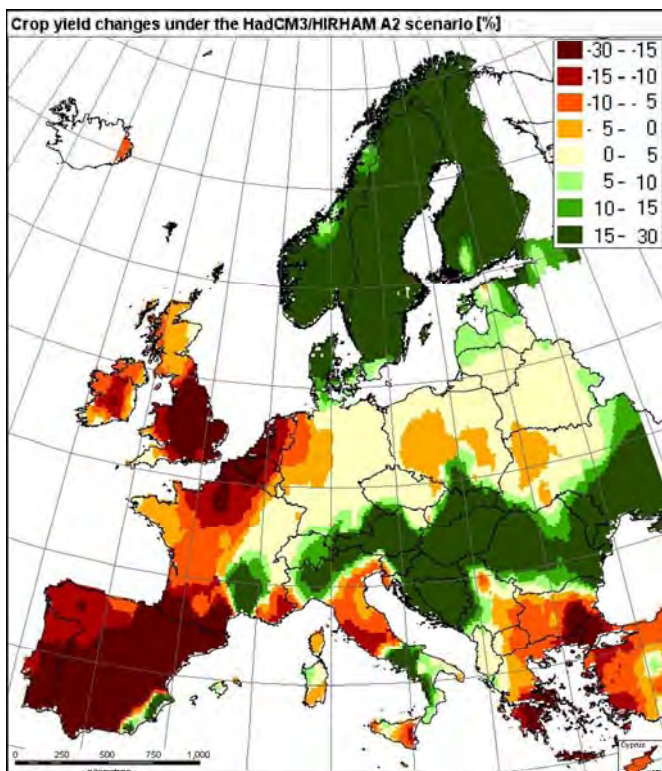 Crop yield changes under the HadCM3/HIRHAM A2 scenario [%]
-30 - -15
-15 - -10
-10 - - 5
- 5 - 0
0 - 5
5 - 10
10 - 15
15 - 30
Cyprus
0 250 500 750 1,000